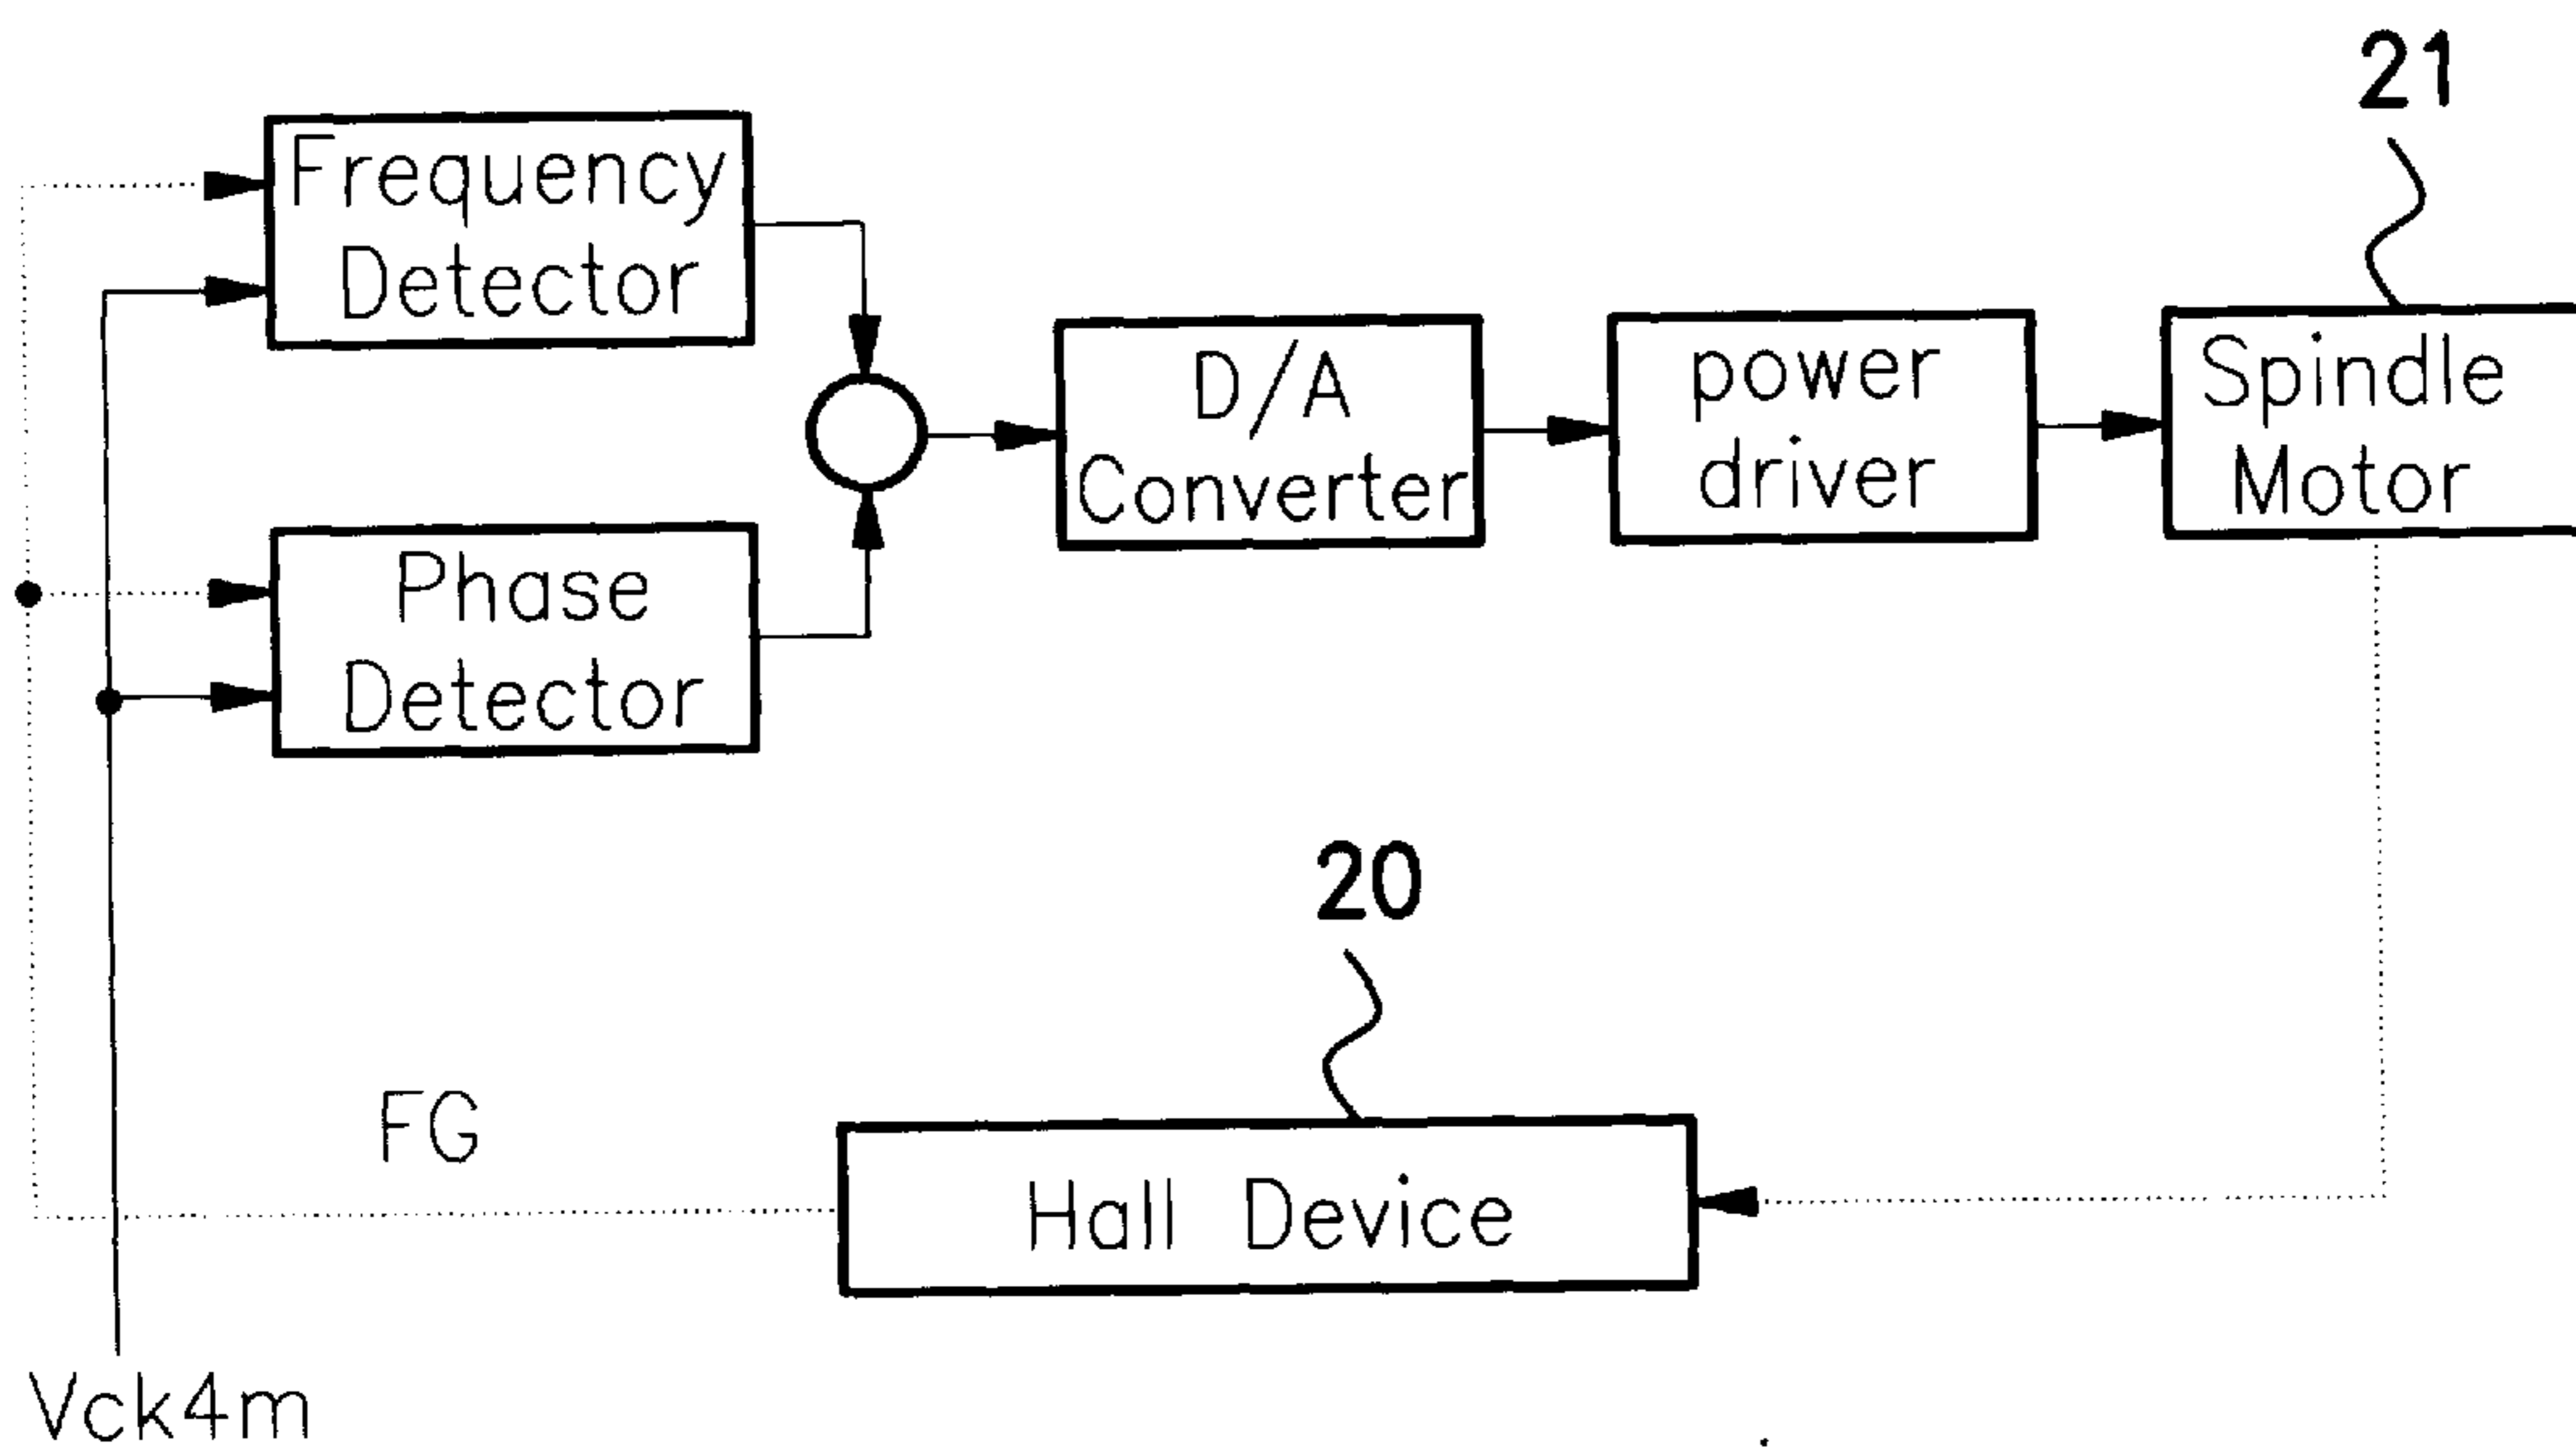 21
Frequency
Detector
D/A
Converter
power
driver
Spindle
Motor
Phase
Detector
20
FG
Hall Device
Vck4m